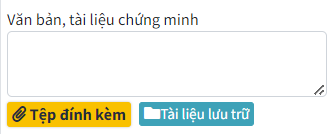 Văn bản, tài liệu chứng minh
Tệp đính kèm Tài liệu lưu trữ